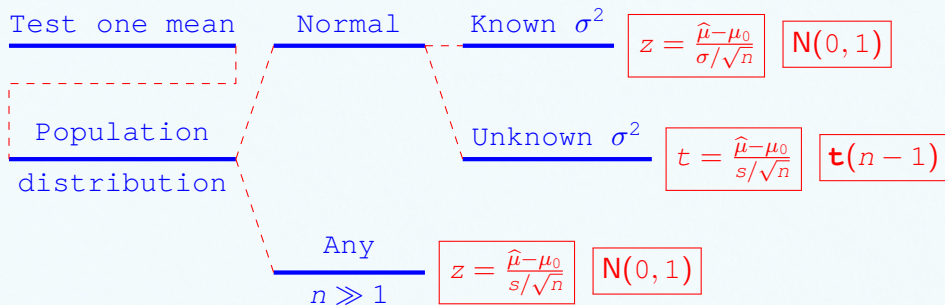 Test one mean Normal Known σ² z = (μ̂−μ₀)/(σ/√n) N(0, 1)
Population Unknown σ² t = (μ̂−μ₀)/(s/√n) t(n − 1)
distribution
Any z = (μ̂−μ₀)/(s/√n) N(0, 1)
n ≫ 1